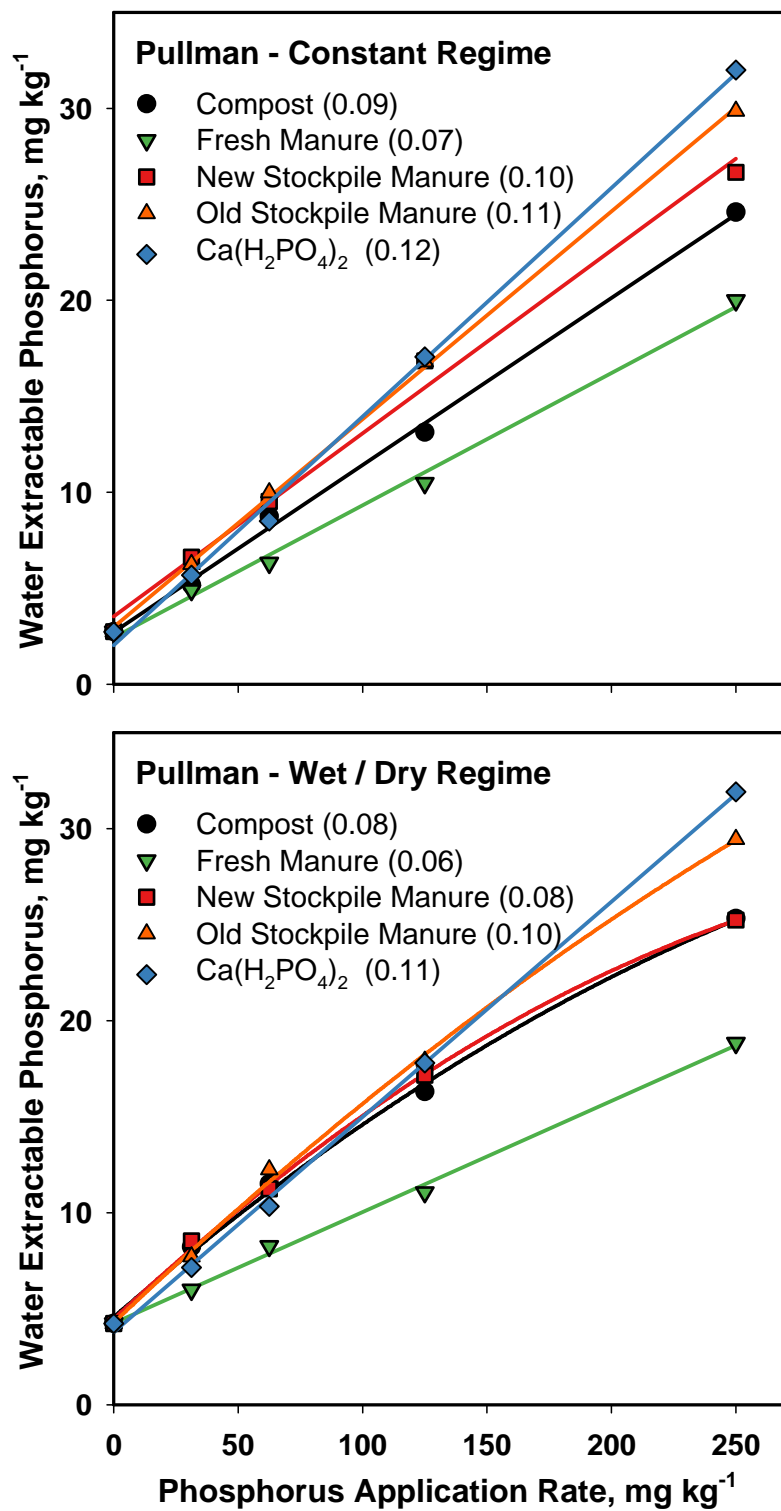 Pullman - Constant Regime
Compost (0.09)
Fresh Manure (0.07)
New Stockpile Manure (0.10)
Old Stockpile Manure (0.11)
Ca(H₂PO₄)₂ (0.12)
Water Extractable Phosphorus, mg kg⁻¹
30
20
10
0
Pullman - Wet / Dry Regime
Compost (0.08)
Fresh Manure (0.06)
New Stockpile Manure (0.08)
Old Stockpile Manure (0.10)
Ca(H₂PO₄)₂ (0.11)
Water Extractable Phosphorus, mg kg⁻¹
30
20
10
0
0 50 100 150 200 250
Phosphorus Application Rate, mg kg⁻¹